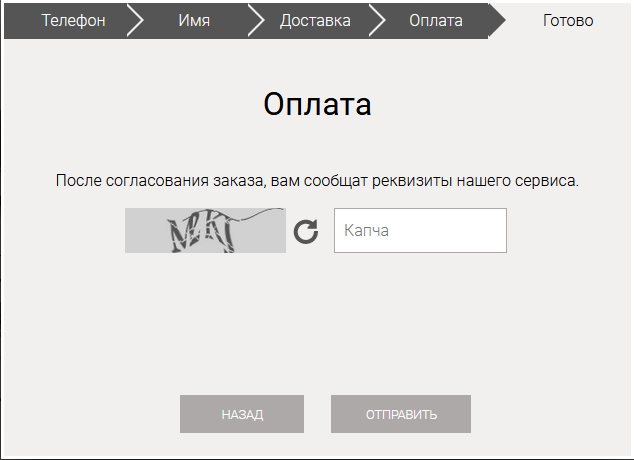 Телефон Имя Доставка Оплата Готово
Оплата
После согласования заказа, вам сообщат реквизиты нашего сервиса.
Капча
НАЗАД ОТПРАВИТЬ